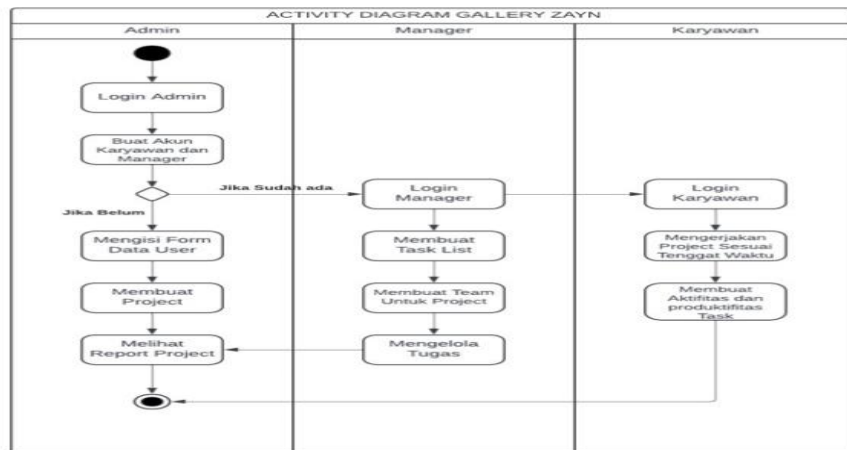 ACTIVITY DIAGRAM GALLERY ZAYN
Admin
Manager
Karyawan
Login Admin
Buat Akun
Karyawan dan
Manager
Jika Sudah ada
Login
Manager
Login
Karyawan
Jika Belum
Mengisi Form
Data User
Membuat
Task List
Mengerjakan
Project Sesuai
Tenggat Waktu
Membuat
Project
Membuat Team
Untuk Project
Membuat
Aktifitas dan
produktifitas
Task
Melihat
Report Project
Mengelola
Tugas